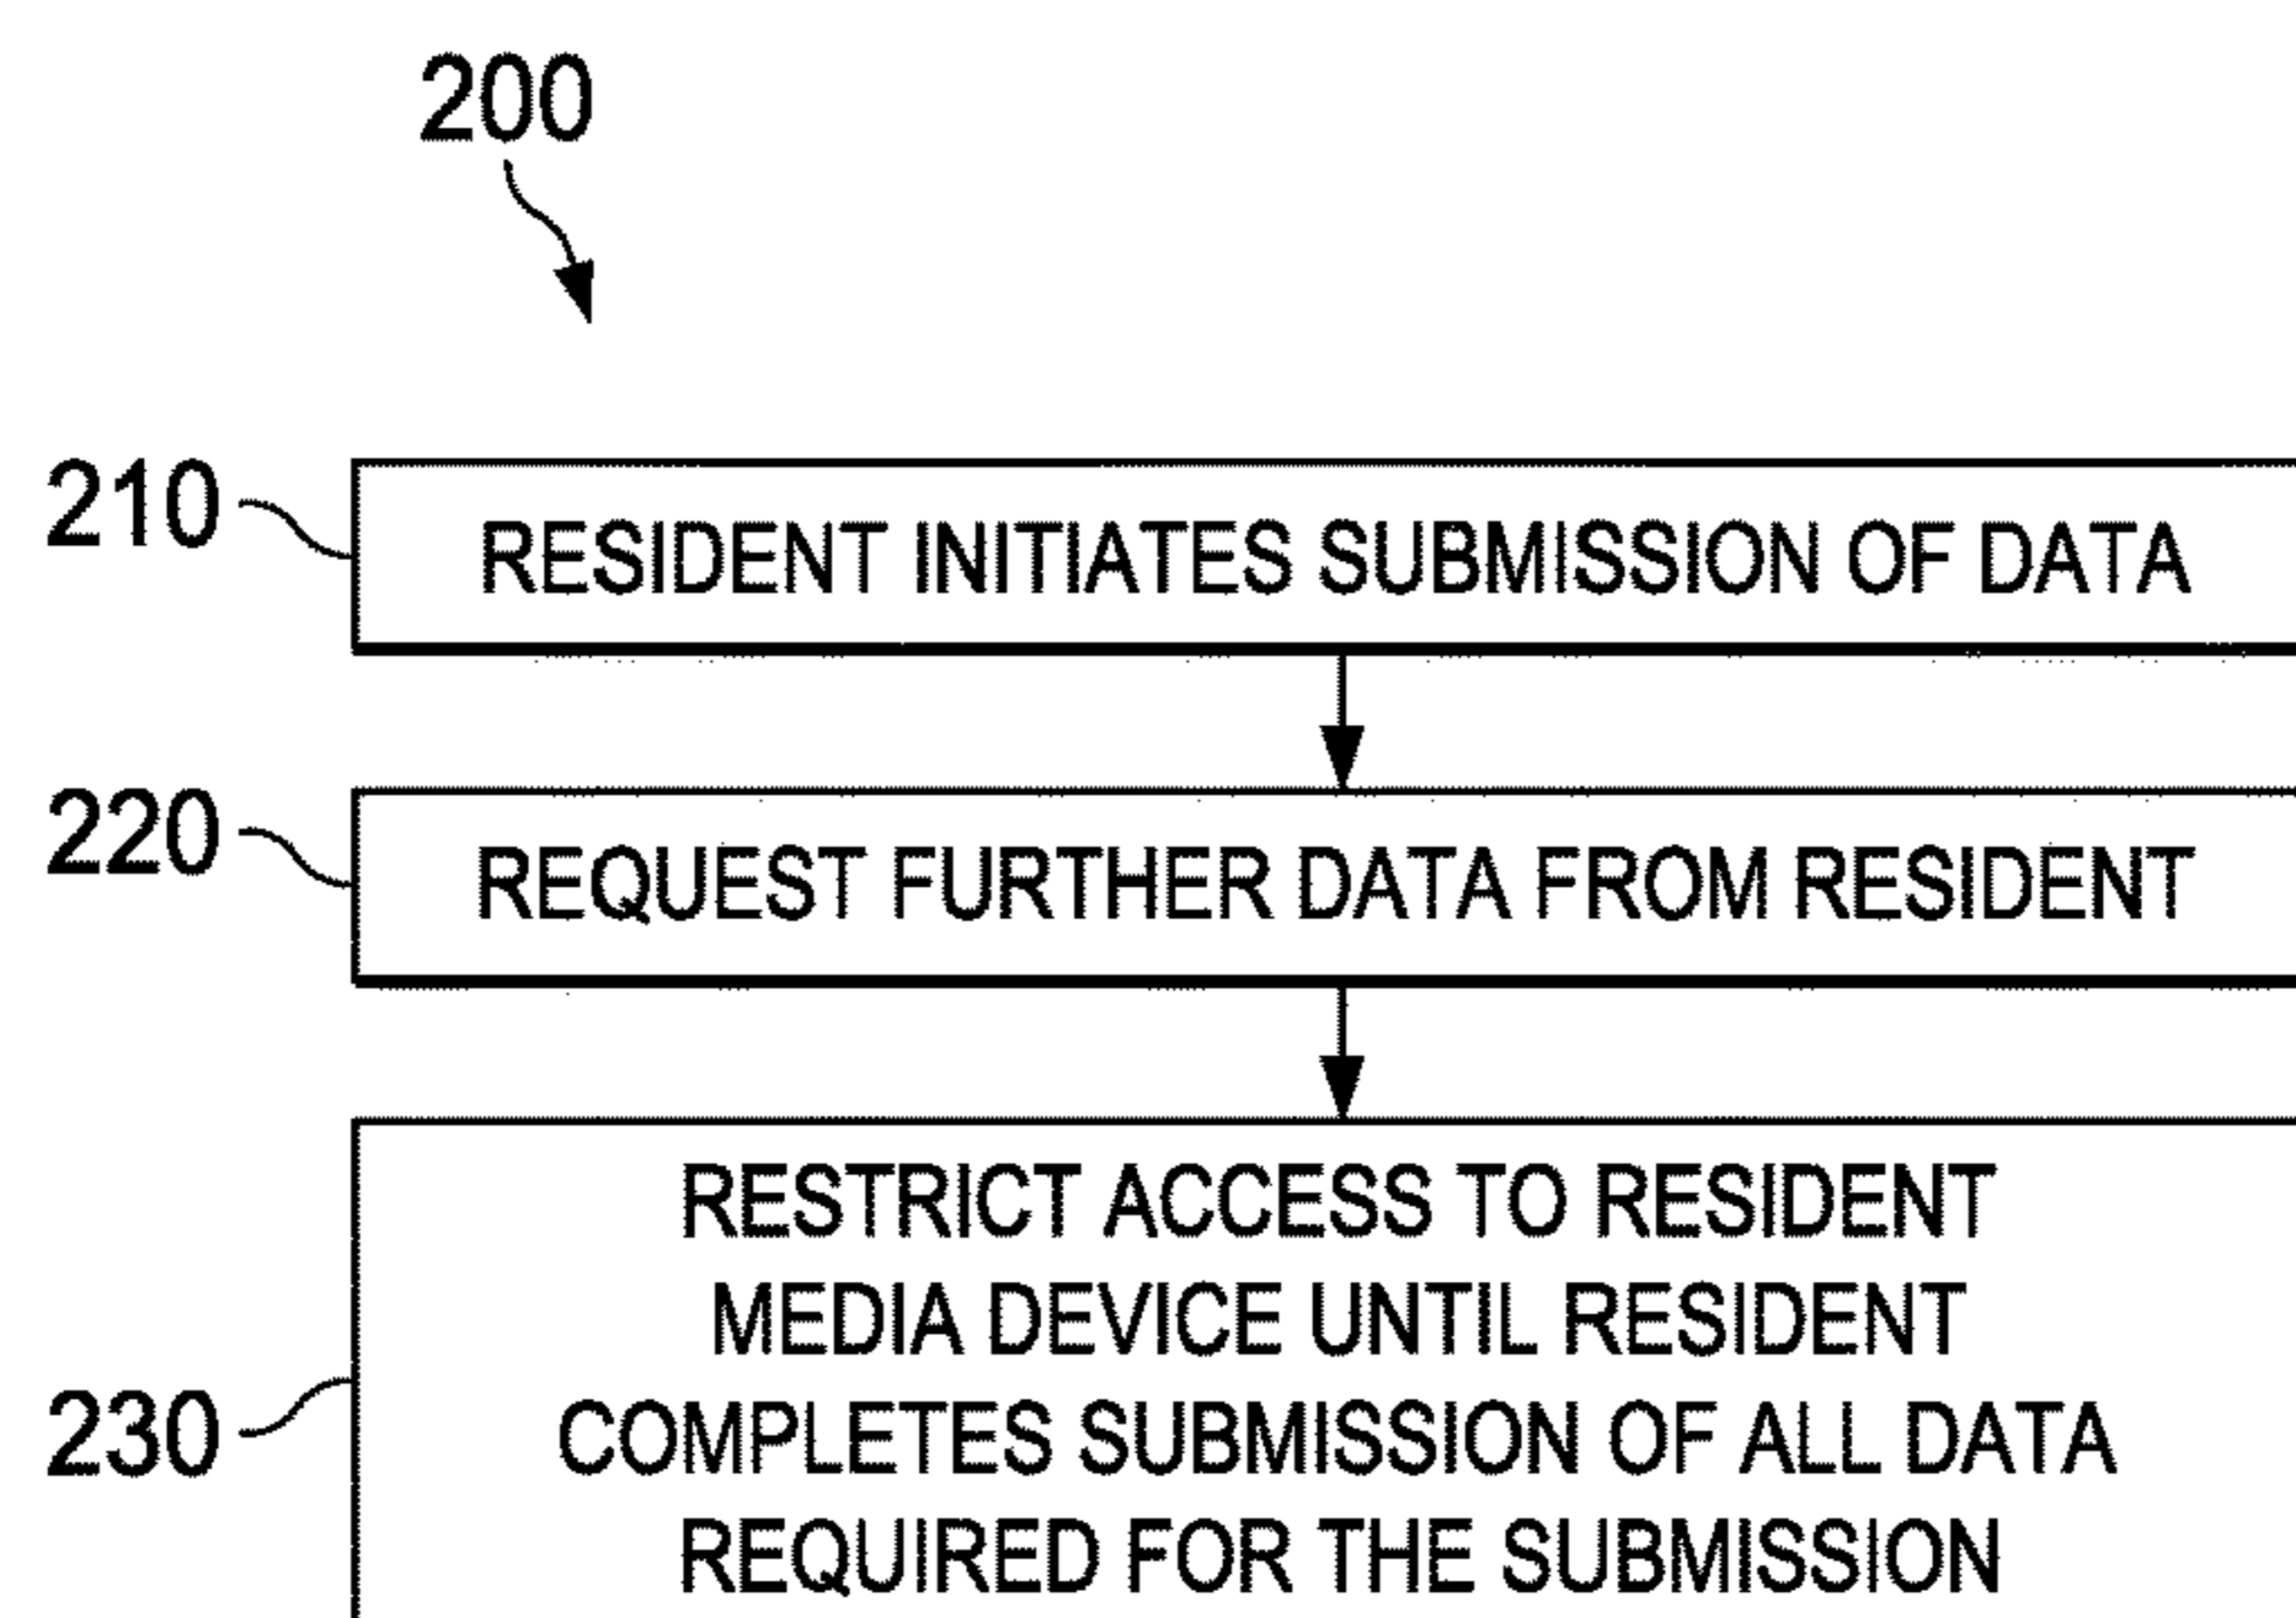 200
210
RESIDENT INITIATES SUBMISSION OF DATA
220
REQUEST FURTHER DATA FROM RESIDENT
230
RESTRICT ACCESS TO RESIDENT
MEDIA DEVICE UNTIL RESIDENT
COMPLETES SUBMISSION OF ALL DATA
REQUIRED FOR THE SUBMISSION